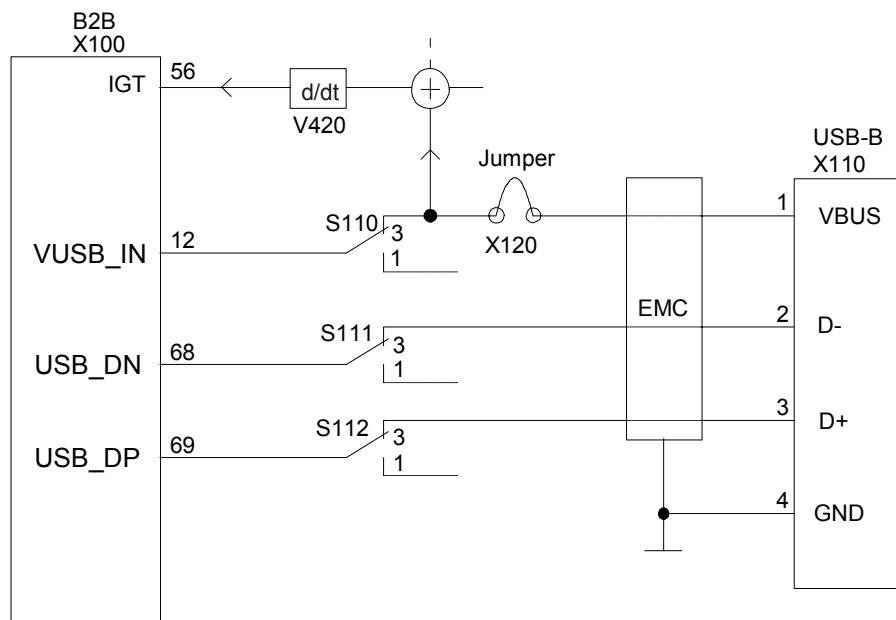 B2B
X100
IGT
56
d/dt
+
V420
Jumper
USB-B
X110
1
VBUS
S110
3
X120
VUSB_IN
12
1
EMC
2
D-
S111
3
USB_DN
68
1
3
D+
S112
3
USB_DP
69
1
4
GND